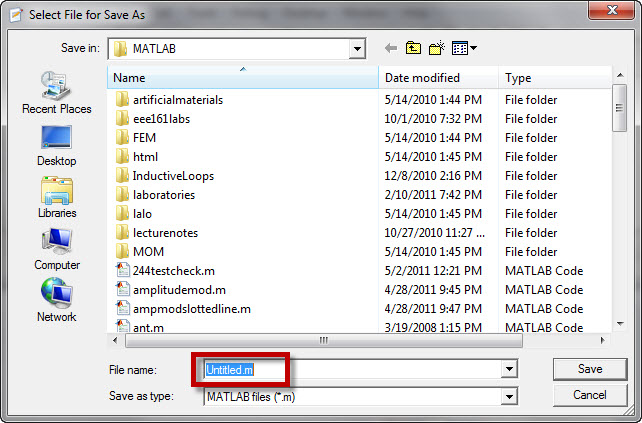 Select File for Save As
Save in: MATLAB
Name Date modified Type
artificialmaterials 5/14/2010 1:44 PM File folder
eee161labs 10/1/2010 7:32 PM File folder
FEM 5/14/2010 1:44 PM File folder
html 5/14/2010 1:45 PM File folder
InductiveLoops 12/8/2010 2:16 PM File folder
laboratories 2/10/2011 7:42 PM File folder
lalo 5/14/2010 1:45 PM File folder
lecturenotes 10/27/2010 11:27 ... File folder
MOM 5/14/2010 1:45 PM File folder
244testcheck.m 5/2/2011 12:21 PM MATLAB Code
amplitudemod.m 4/28/2011 9:45 PM MATLAB Code
ampmodslottedline.m 4/28/2011 9:47 PM MATLAB Code
ant.m 3/19/2008 1:15 PM MATLAB Code
Recent Places
Desktop
Libraries
Computer
Network
File name: Untitled.m Save
Save as type: MATLAB files (*.m) Cancel